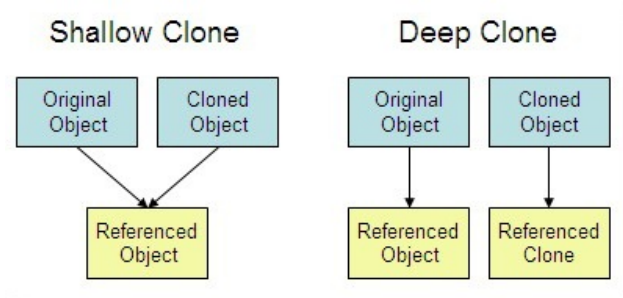 Shallow Clone
Deep Clone
Original
Object
Cloned
Object
Original
Object
Cloned
Object
Referenced
Object
Referenced
Object
Referenced
Clone